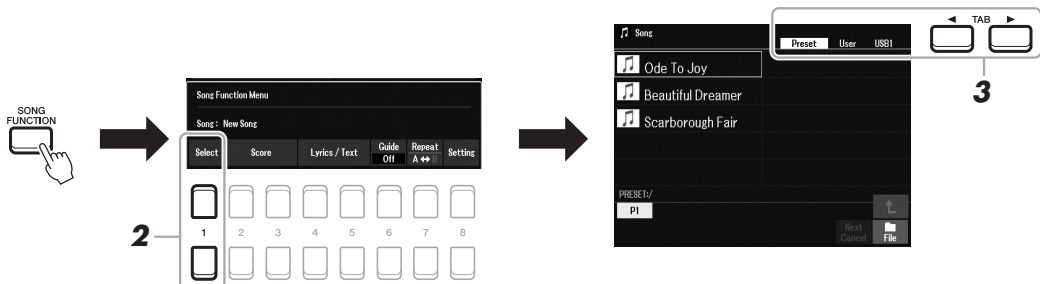 SONG
FUNCTION
Song Function Menu
Song : New Song
Select Score Lyrics / Text Guide Off Repeat A ↔ B Setting
1 2 3 4 5 6 7 8
2
Song
Preset User USB1
◄ TAB ►
3
Ode To Joy
Beautiful Dreamer
Scarborough Fair
PRESET:/
P1
Next
Cancel
File